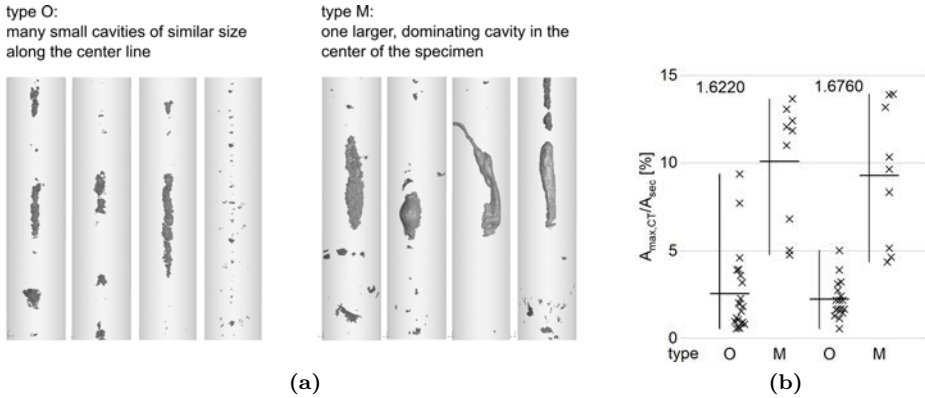 type O:
many small cavities of similar size
along the center line
type M:
one larger, dominating cavity in the
center of the specimen
(a)
15
10
5
0
A_max,CT/A_sec [%]
1.6220
1.6760
type O M O M
(b)